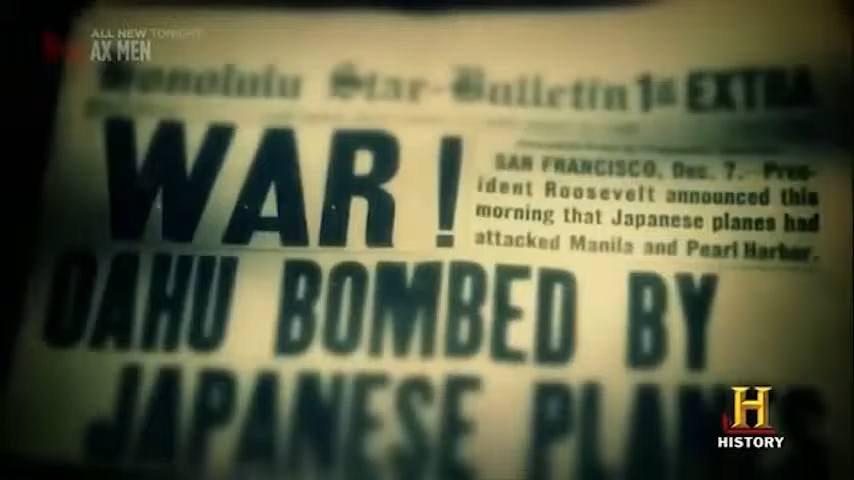 ALL NEW TONIGHT
AX MEN
Honolulu Star-Bulletin 1st EXTRA
WAR!
SAN FRANCISCO, Dec. 7.—Pres-
ident Roosevelt announced this
morning that Japanese planes had
attacked Manila and Pearl Harbor.
OAHU BOMBED BY
JAPANESE PLANES
H
HISTORY